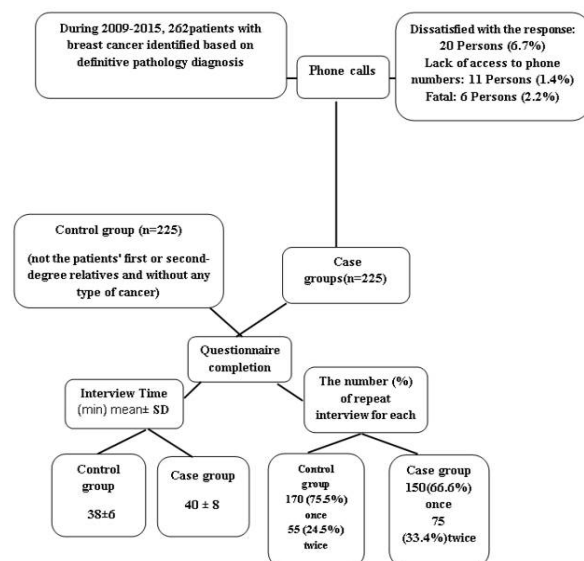 During 2009-2015, 262patients with
breast cancer identified based on
definitive pathology diagnosis
Phone calls
Dissatisfied with the response:
20 Persons (6.7%)
Lack of access to phone
numbers: 11 Persons (1.4%)
Fatal: 6 Persons (2.2%)
Control group (n=225)
(not the patients' first or second-
degree relatives and without any
type of cancer)
Case
groups(n=225)
Questionnaire
completion
Interview Time
(min) mean± SD
The number (%)
of repeat
interview for each
Control
group
38±6
Case group
40 ± 8
Control
group
170 (75.5%)
once
55 (24.5%)
twice
Case group
150(66.6%)
once
75
(33.4%)twice